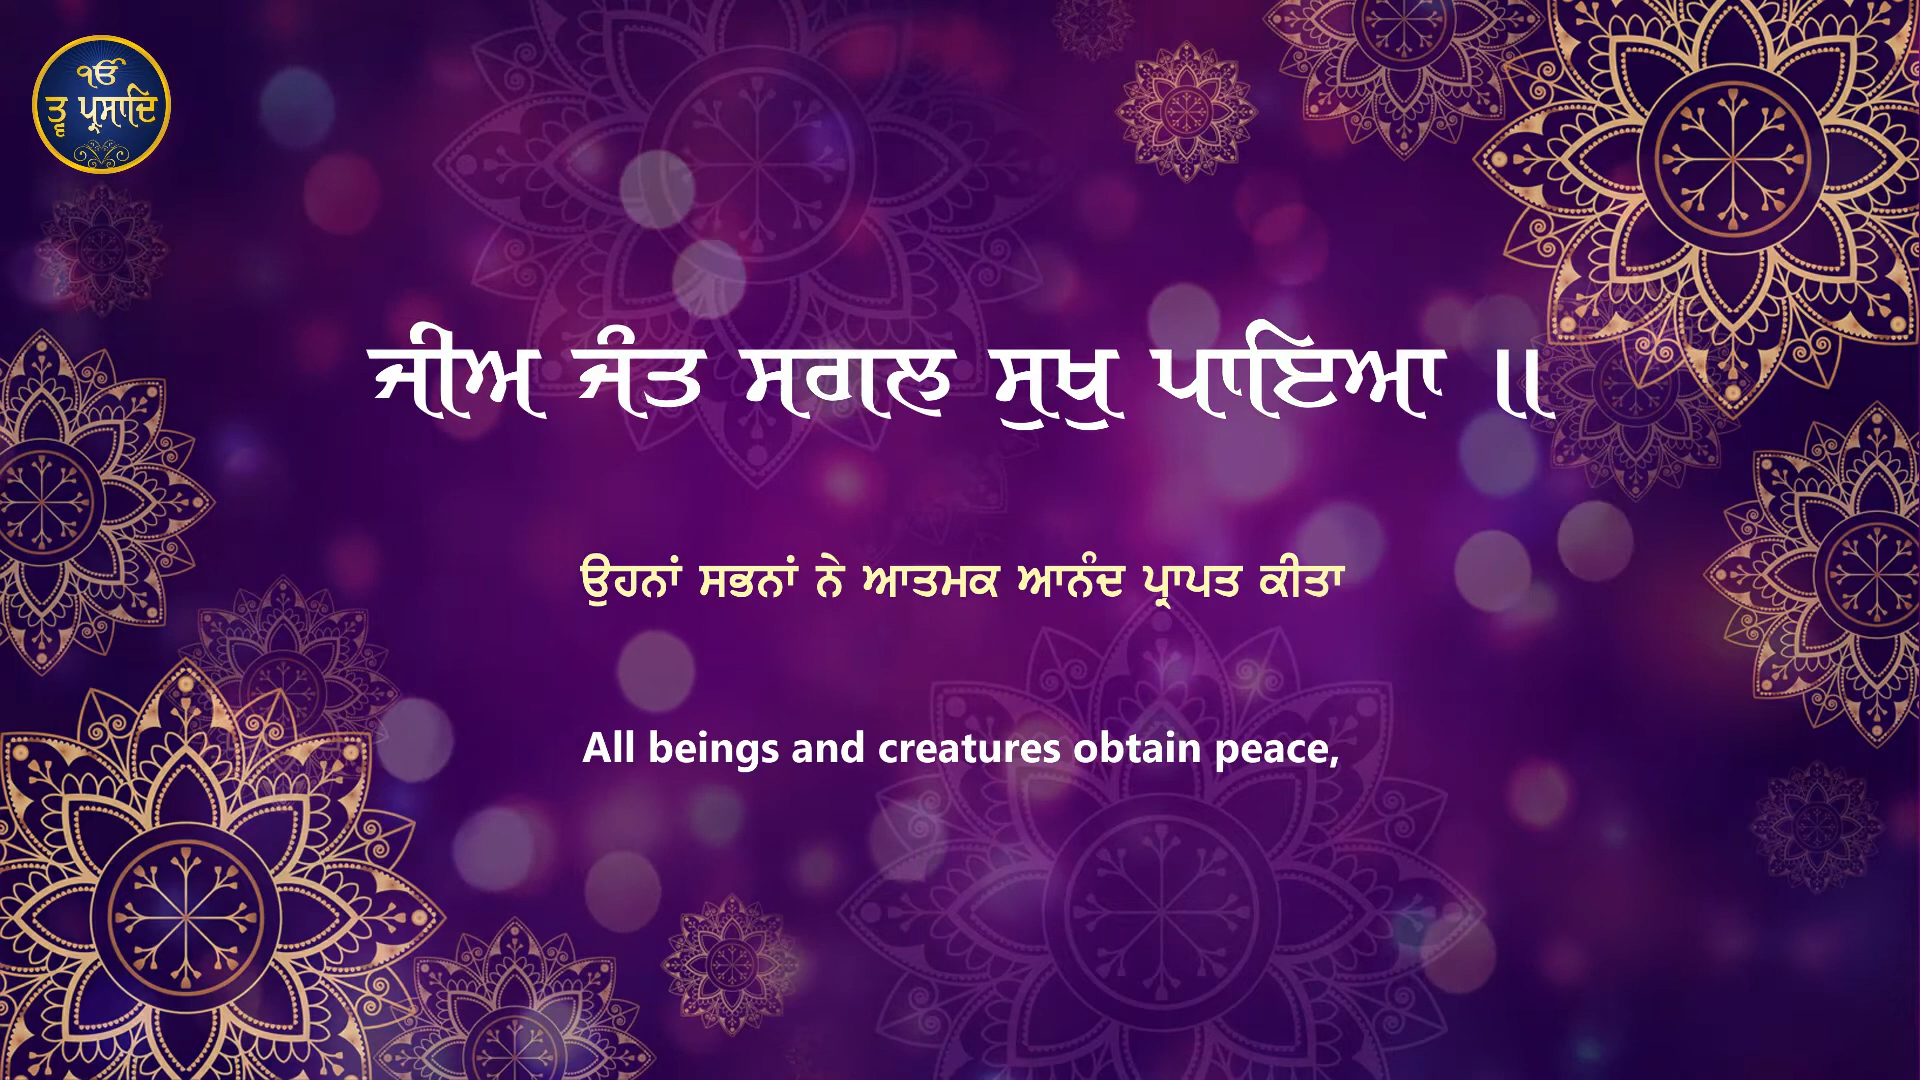 ੴ
ਤ੍ਵ ਪ੍ਰਸਾਦਿ
ਜੀਅ ਜੰਤ ਸਗਲ ਸੁਖੁ ਪਾਇਆ ॥
ਉਹਨਾਂ ਸਭਨਾਂ ਨੇ ਆਤਮਕ ਆਨੰਦ ਪ੍ਰਾਪਤ ਕੀਤਾ
All beings and creatures obtain peace,